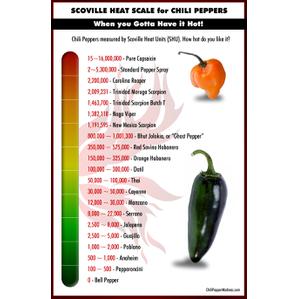 SCOVILLE HEAT SCALE for CHILI PEPPERS
When you Gotta Have it Hot!
Chili Peppers measured by Scoville Heat Units (SHU). How hot do you like it?
15~16,000,000 - Pure Capsaicin
2~5,300,000 - Standard Pepper Spray
2,200,000 - Carolina Reaper
2,009,231 - Trinidad Moruga Scorpion
1,463,700 - Trinidad Scorpion Butch T
1,382,118 - Naga Viper
1,191,595 - New Mexico Scorpion
800,000 ~ 1,001,300 - Bhut Jolokia, or "Ghost Pepper"
350,000 ~ 575,000 - Red Savina Habanero
150,000 ~ 325,000 - Orange Habanero
100,000 ~ 300,000 - Datil
50,000 ~ 100,000 - Thai
30,000 ~ 50,000 - Cayenne
12,000 ~ 30,000 - Manzano
8,000 ~ 22,000 - Serrano
2,500 ~ 8,000 - Jalapeno
2,500 ~ 5,000 - Guajillo
1,000 ~ 2,000 - Poblano
500 ~ 1,000 - Anaheim
100 ~ 500 - Pepperoncini
0 - Bell Pepper
ChiliPepperMadness.com